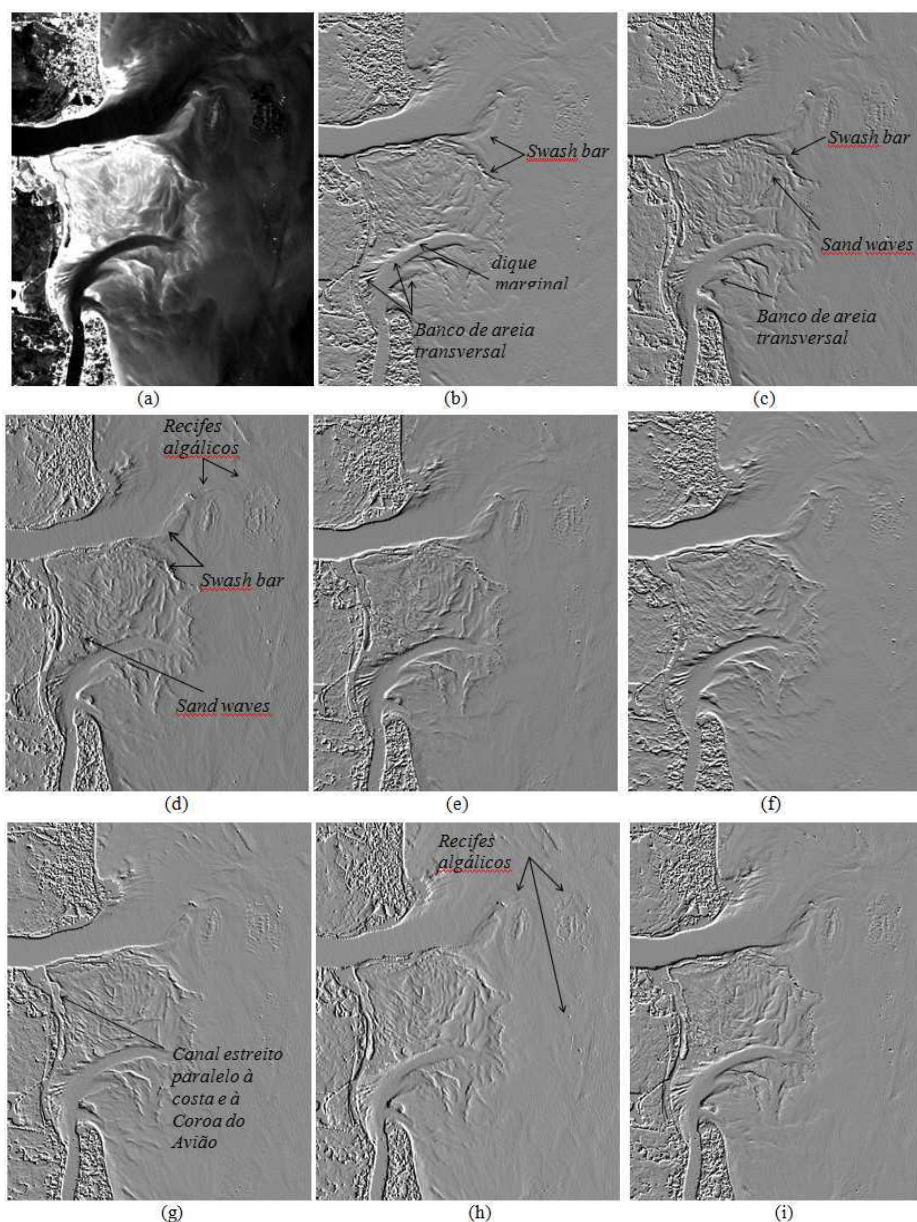 Swash bar
dique
marginal
Banco de areia
transversal
Swash bar
Sand waves
Banco de areia
transversal
(a)
(b)
(c)
Recifes
algálicos
Swash bar
Sand waves
(d)
(e)
(f)
Canal estreito
paralelo à
costa e à
Coroa do
Avião
Recifes
algálicos
(g)
(h)
(i)